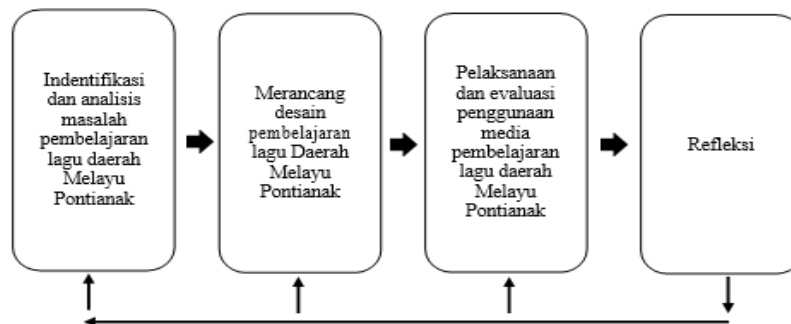 Indentifikasi
dan analisis
masalah
pembelajaran
lagu daerah
Melayu
Pontianak
Merancang
desain
pembelajaran
lagu Daerah
Melayu
Pontianak
Pelaksanaan
dan evaluasi
penggunaan
media
pembelajaran
lagu daerah
Melayu
Pontianak
Refleksi